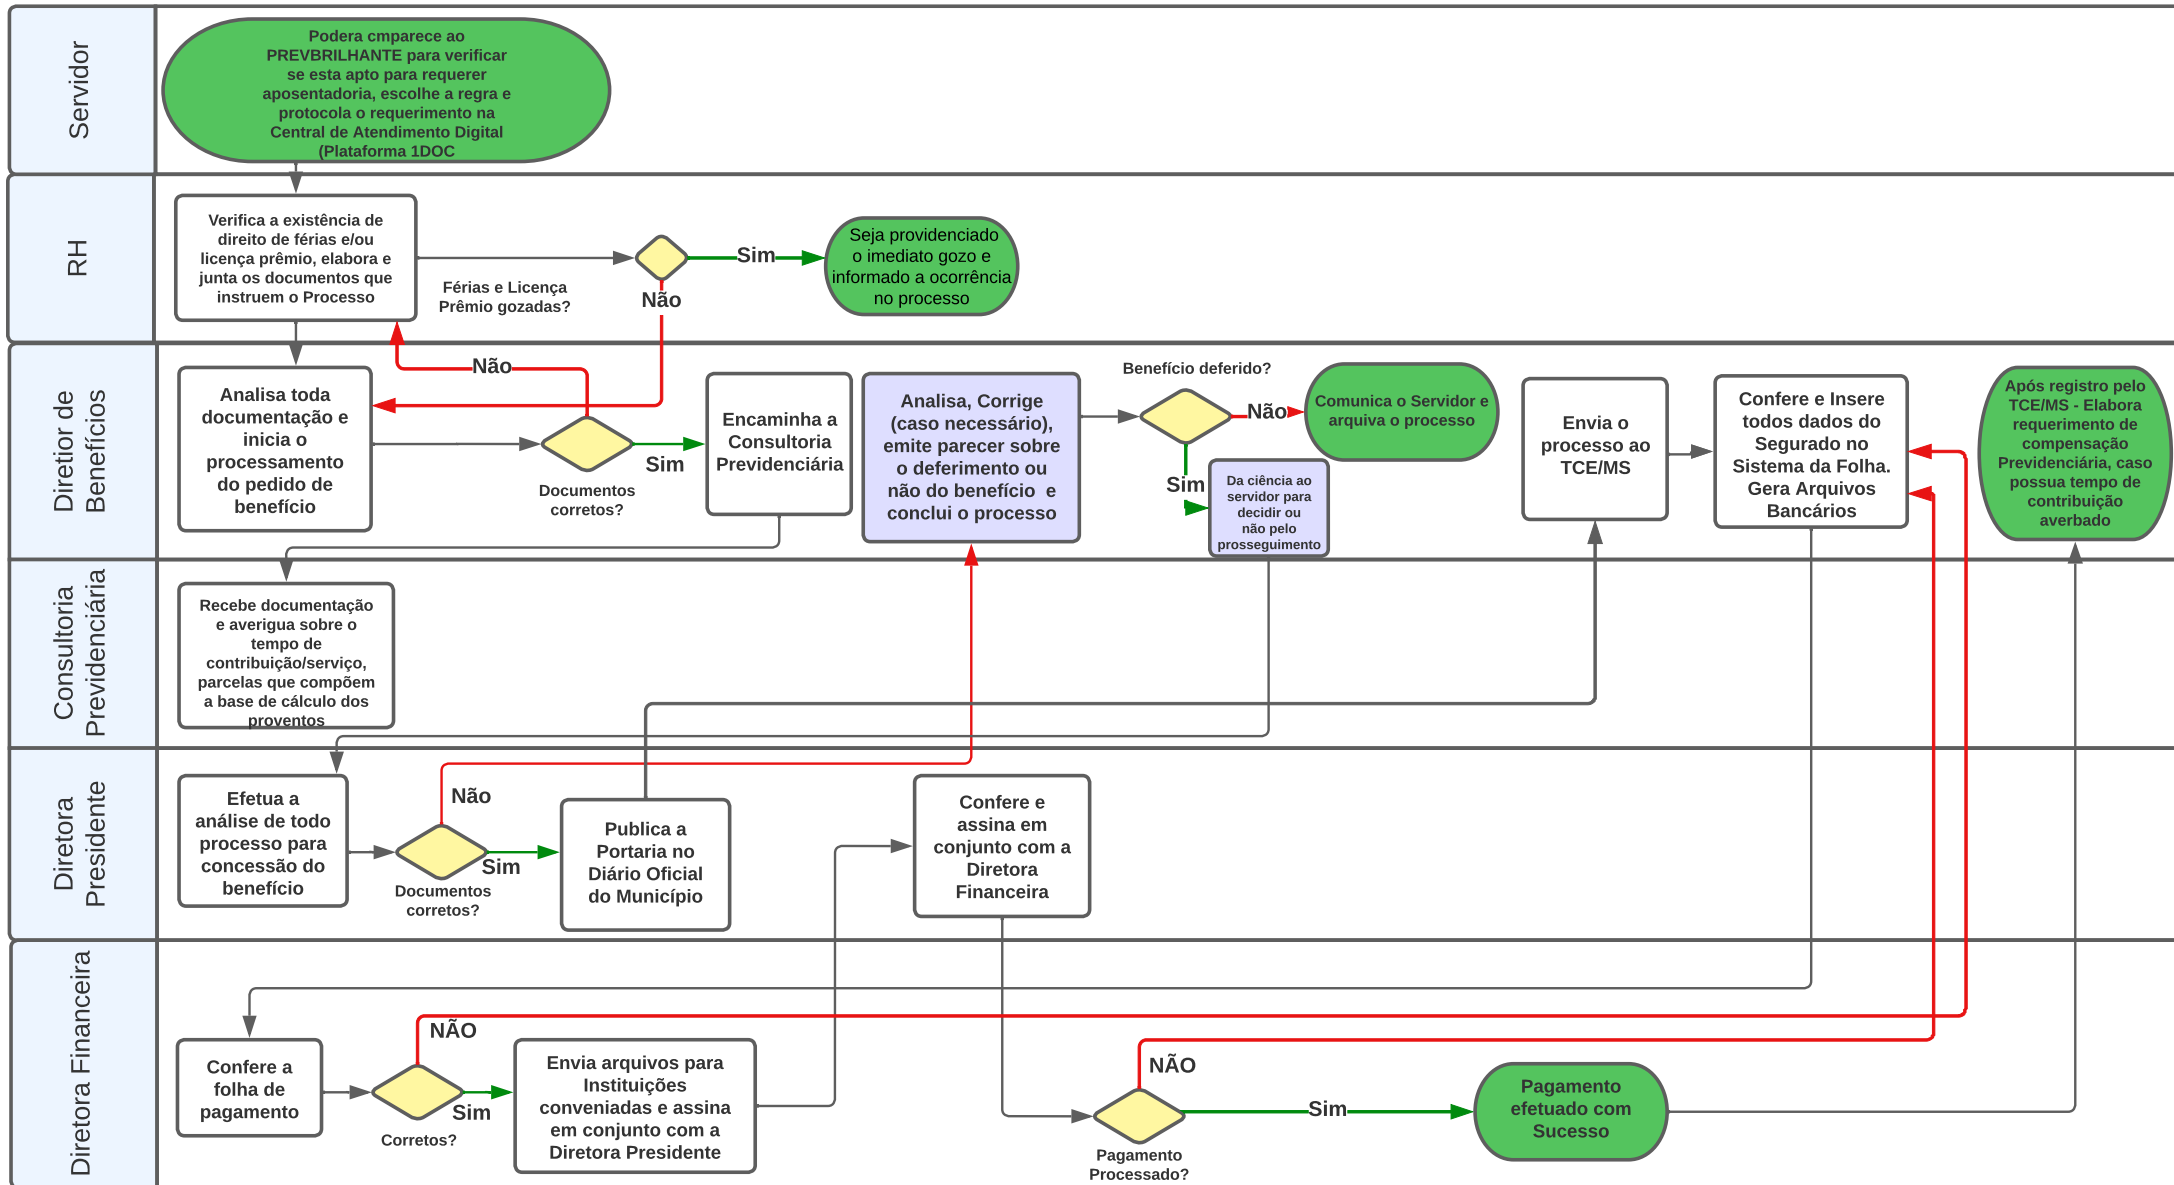 Servidor
Podera cmparece ao
PREVBRILHANTE para verificar
se esta apto para requerer
aposentadoria, escolhe a regra e
protocola o requerimento na
Central de Atendimento Digital
(Plataforma 1DOC
RH
Verifica a existência de
direito de férias e/ou
licença prêmio, elabora e
junta os documentos que
instruem o Processo
Férias e Licença
Prêmio gozadas?
Sim
Não
Seja providenciado
o imediato gozo e
informado a ocorrência
no processo
Diretior de
Benefícios
Analisa toda
documentação e
inicia o
processamento
do pedido de
benefício
Não
Sim
Documentos
corretos?
Encaminha a
Consultoria
Previdenciária
Analisa, Corrige
(caso necessário),
emite parecer sobre
o deferimento ou
não do benefício e
conclui o processo
Benefício deferido?
Não
Sim
Comunica o Servidor e
arquiva o processo
Da ciência ao
servidor para
decidir ou
não pelo
prosseguimento
Envia o
processo ao
TCE/MS
Confere e Insere
todos dados do
Segurado no
Sistema da Folha.
Gera Arquivos
Bancários
Após registro pelo
TCE/MS - Elabora
requerimento de
compensação
Previdenciária, caso
possua tempo de
contribuição
averbado
Consultoria
Previdenciária
Recebe documentação
e averigua sobre o
tempo de
contribuição/serviço,
parcelas que compõem
a base de cálculo dos
proventos
Diretora
Presidente
Efetua a
análise de todo
processo para
concessão do
benefício
Não
Sim
Documentos
corretos?
Publica a
Portaria no
Diário Oficial
do Município
Confere e
assina em
conjunto com a
Diretora
Financeira
Diretora Financeira
Confere a
folha de
pagamento
NÃO
Sim
Corretos?
Envia arquivos para
Instituições
conveniadas e assina
em conjunto com a
Diretora Presidente
NÃO
Sim
Pagamento
Processado?
Pagamento
efetuado com
Sucesso